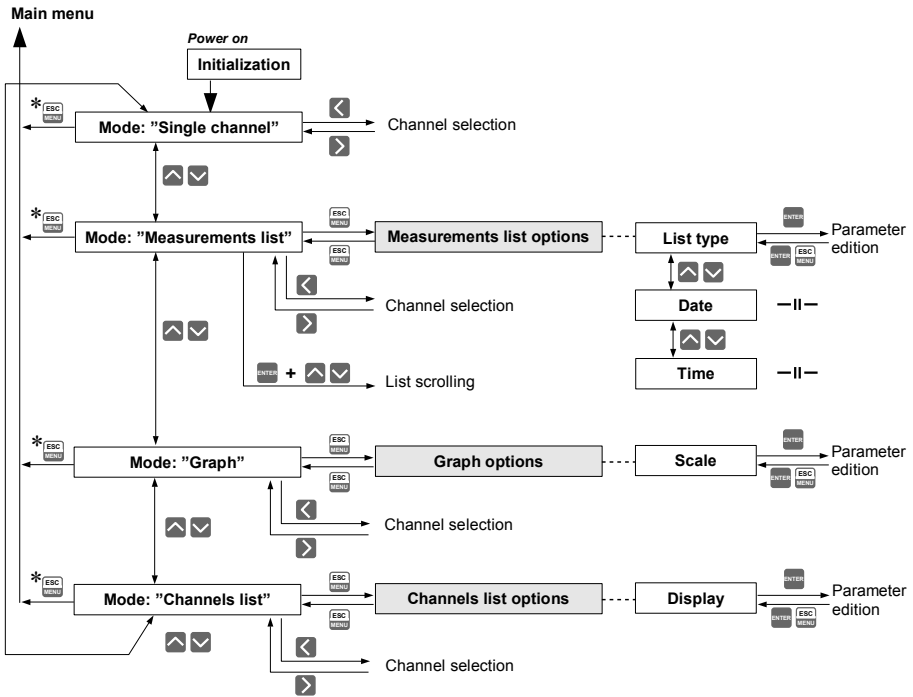 Main menu
Power on
Initialization
*
ESC
MENU
Mode: ”Single channel”
Channel selection
*
ESC
MENU
Mode: ”Measurements list”
ESC
MENU
ESC
MENU
Measurements list options
List type
ENTER
ENTER
ESC
MENU
Parameter
edition
Channel selection
Date
—II—
ENTER
+
List scrolling
Time
—II—
*
ESC
MENU
Mode: ”Graph”
ESC
MENU
ESC
MENU
Graph options
Scale
ENTER
ENTER
ESC
MENU
Parameter
edition
Channel selection
*
ESC
MENU
Mode: ”Channels list”
ESC
MENU
ESC
MENU
Channels list options
Display
ENTER
ENTER
ESC
MENU
Parameter
edition
Channel selection